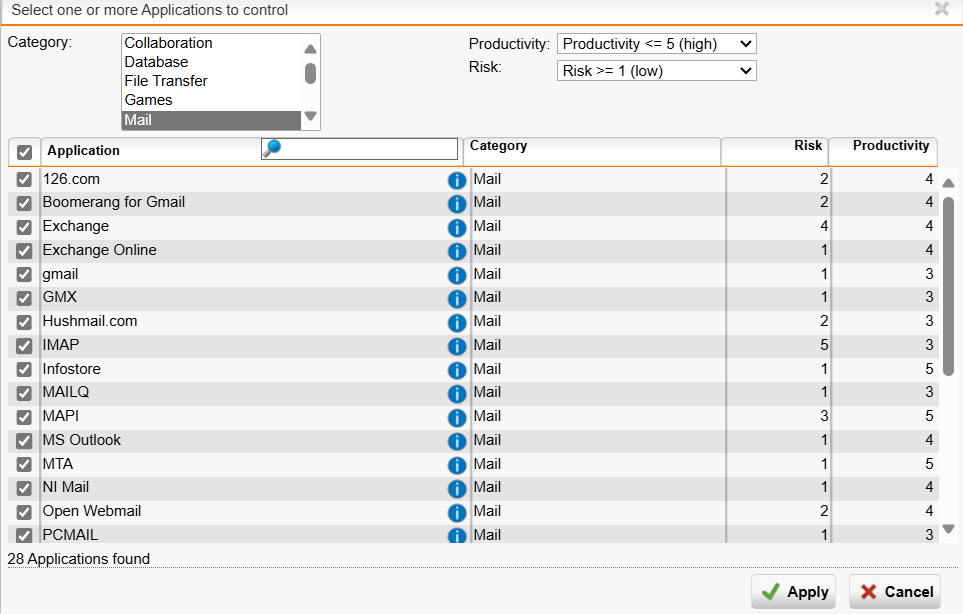 Select one or more Applications to control
Category:
Collaboration
Database
File Transfer
Games
Mail
Productivity: Productivity <= 5 (high)
Risk: Risk >= 1 (low)
Application Category Risk Productivity
126.com Mail 2 4
Boomerang for Gmail Mail 2 4
Exchange Mail 4 4
Exchange Online Mail 1 4
gmail Mail 1 3
GMX Mail 1 3
Hushmail.com Mail 2 3
IMAP Mail 5 3
Infostore Mail 1 5
MAILQ Mail 1 3
MAPI Mail 3 5
MS Outlook Mail 1 4
MTA Mail 1 5
NI Mail Mail 1 4
Open Webmail Mail 2 4
PCMAIL Mail 1 3
28 Applications found
Apply Cancel